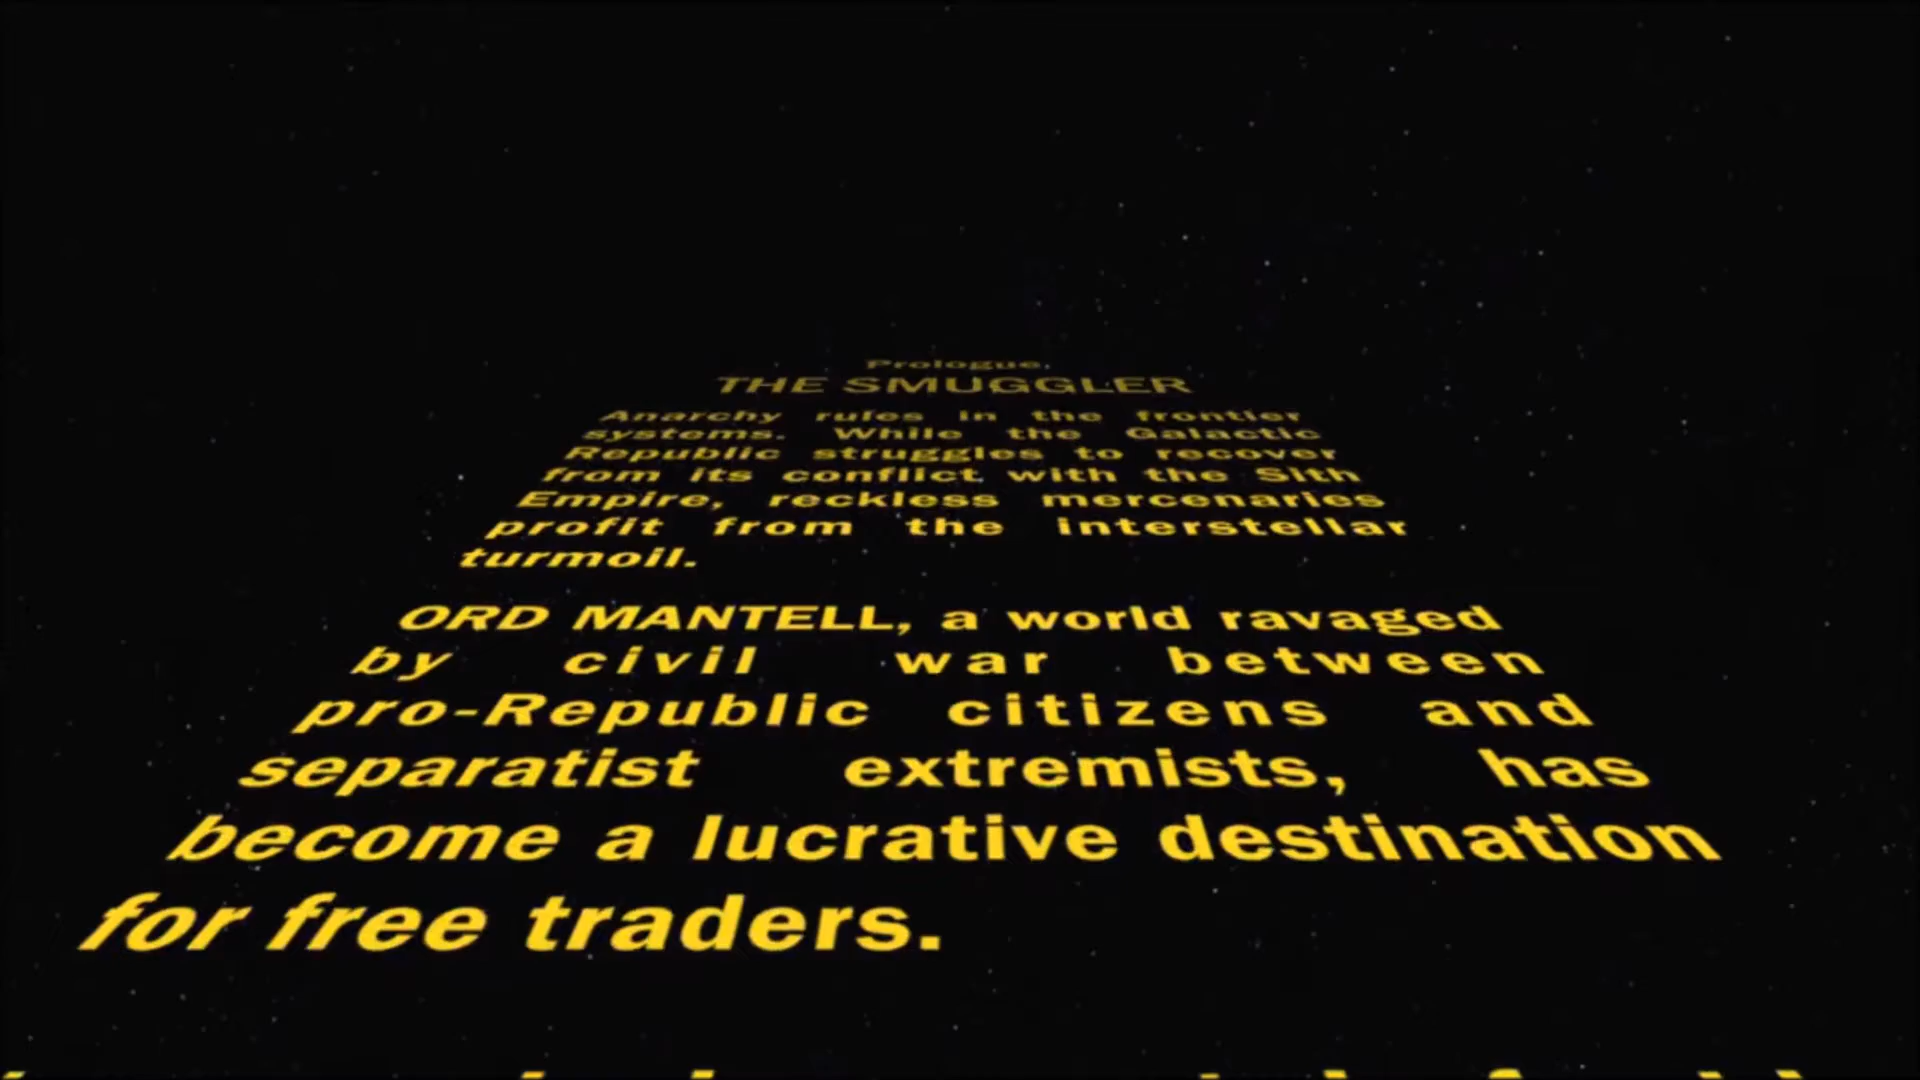 Prologue
THE SMUGGLER
Anarchy rules in the frontier
systems. While the Galactic
Republic struggles to recover
from its conflict with the Sith
Empire, reckless mercenaries
profit from the interstellar
turmoil.
ORD MANTELL, a world ravaged
by civil war between
pro-Republic citizens and
separatist extremists, has
become a lucrative destination
for free traders.